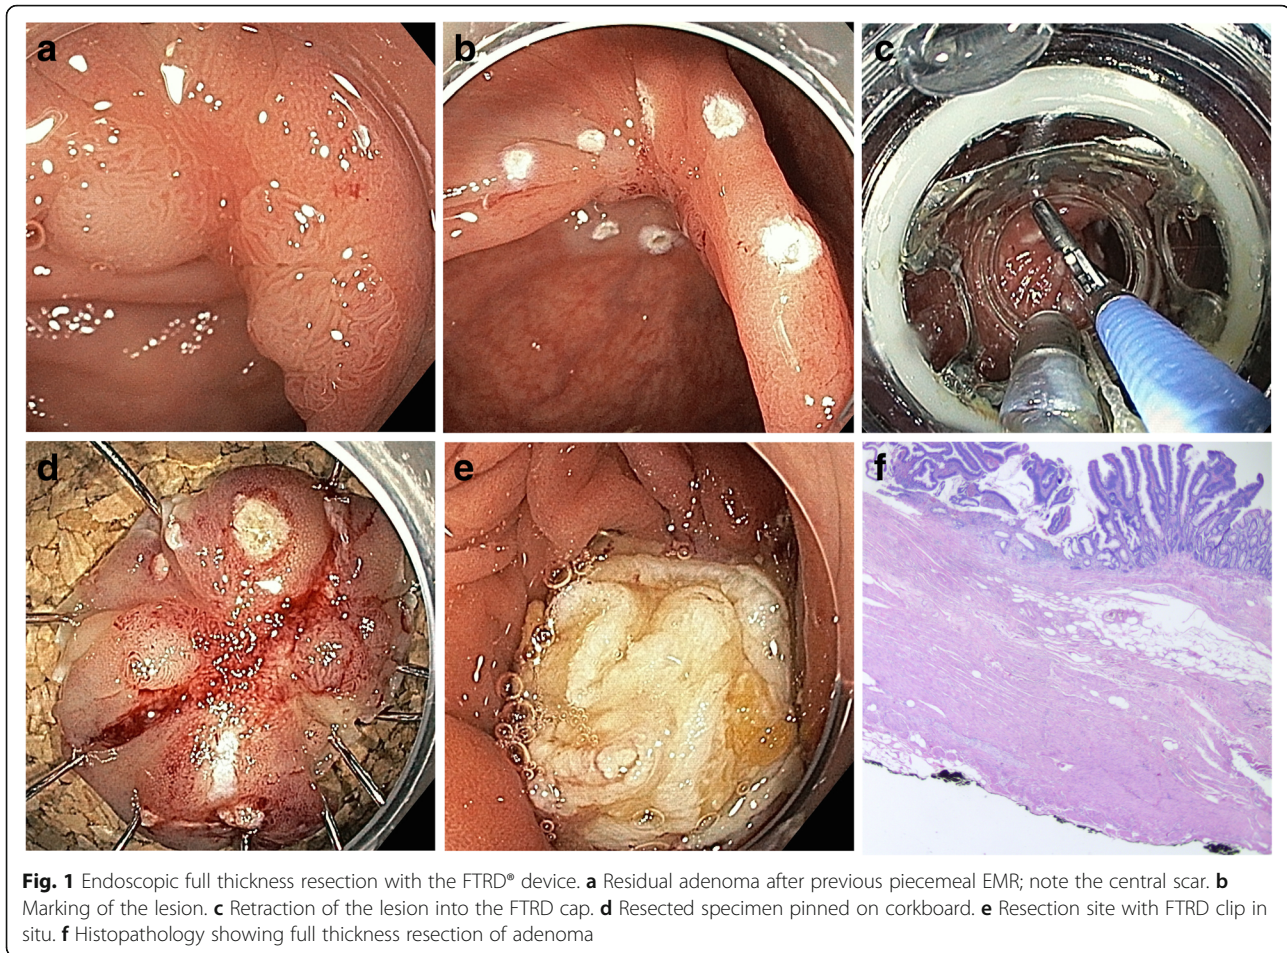 a
b
c
d
e
f
Fig. 1 Endoscopic full thickness resection with the FTRD® device. a Residual adenoma after previous piecemeal EMR; note the central scar. b
Marking of the lesion. c Retraction of the lesion into the FTRD cap. d Resected specimen pinned on corkboard. e Resection site with FTRD clip in
situ. f Histopathology showing full thickness resection of adenoma